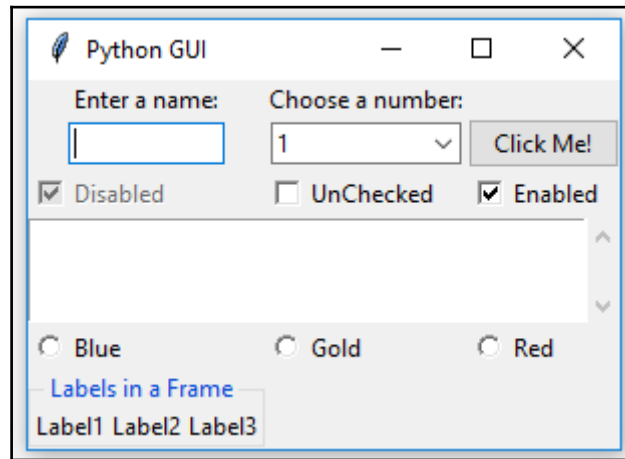 Python GUI
Enter a name: Choose a number:
1 Click Me!
Disabled UnChecked Enabled
Blue Gold Red
Labels in a Frame
Label1 Label2 Label3